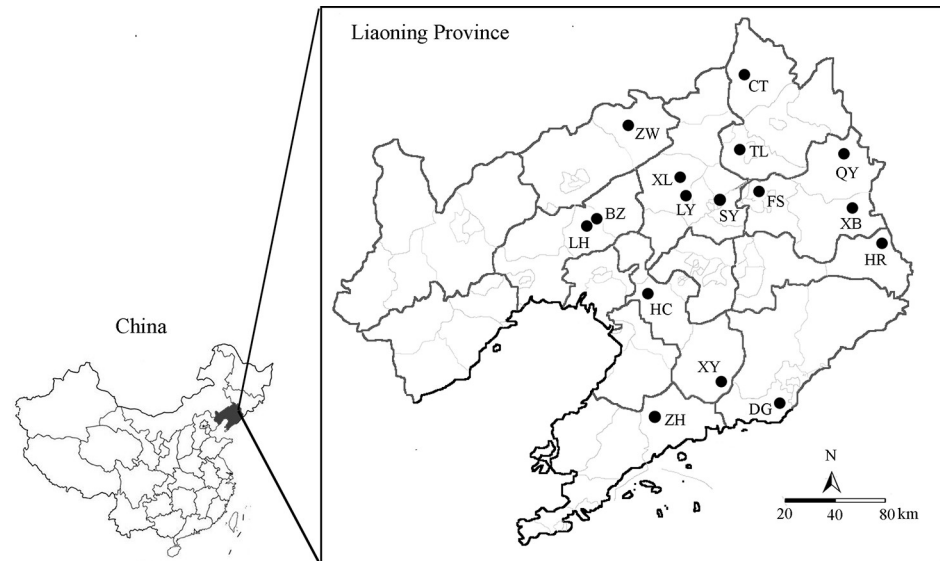 Liaoning Province
CT
ZW
TL
QY
XL
FS
LY
SY
BZ
XB
LH
HR
HC
China
XY
DG
ZH
N
20 40 80 km